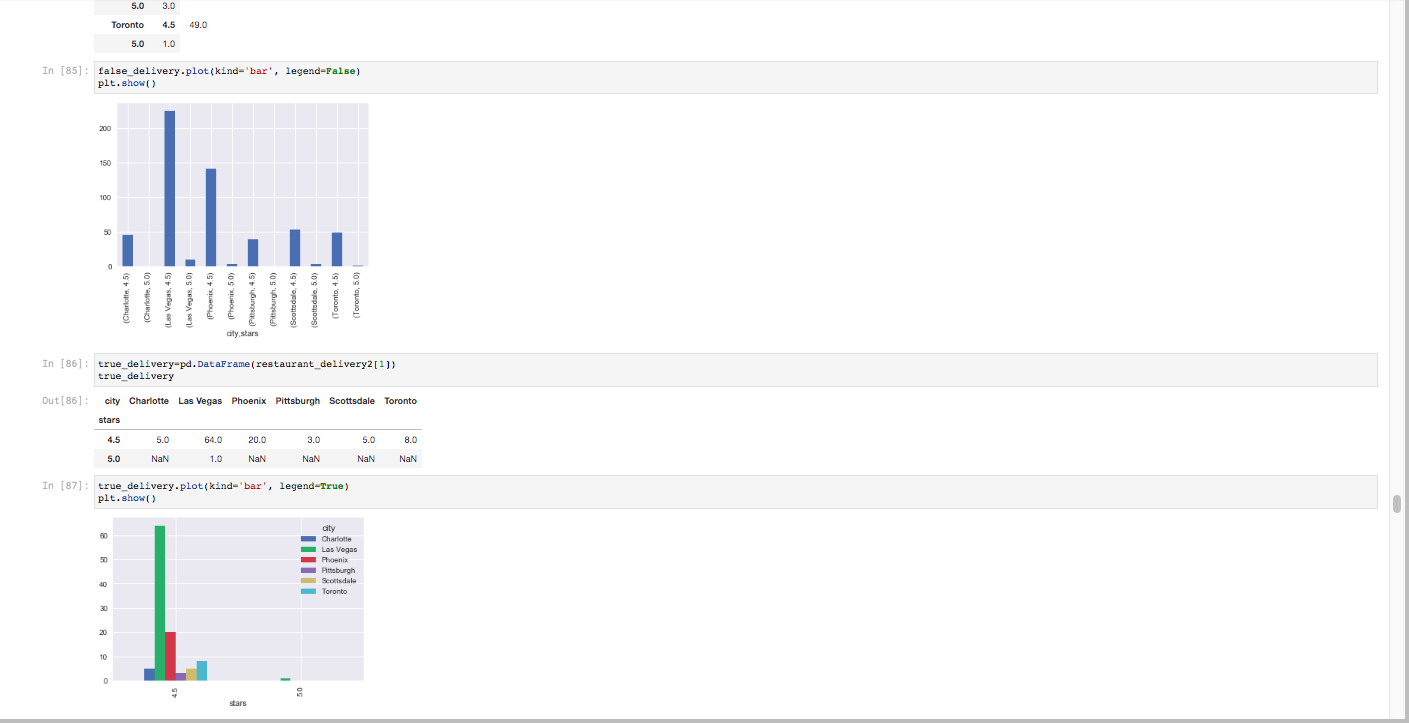 5.0 3.0
Toronto 4.5 49.0
5.0 1.0
In [85]: false_delivery.plot(kind='bar', legend=False)
plt.show()
200
150
100
50
0
(Charlotte, 4.5)
(Charlotte, 5.0)
(Las Vegas, 4.5)
(Las Vegas, 5.0)
(Phoenix, 4.5)
(Phoenix, 5.0)
(Pittsburgh, 4.5)
(Pittsburgh, 5.0)
(Scottsdale, 4.5)
(Scottsdale, 5.0)
(Toronto, 4.5)
(Toronto, 5.0)
city,stars
In [86]: true_delivery=pd.DataFrame(restaurant_delivery2[1])
true_delivery
Out[86]: city Charlotte Las Vegas Phoenix Pittsburgh Scottsdale Toronto
stars
4.5 5.0 64.0 20.0 3.0 5.0 8.0
5.0 NaN 1.0 NaN NaN NaN NaN
In [87]: true_delivery.plot(kind='bar', legend=True)
plt.show()
city
Charlotte
Las Vegas
Phoenix
Pittsburgh
Scottsdale
Toronto
60
50
40
30
20
10
0
4.5
5.0
stars